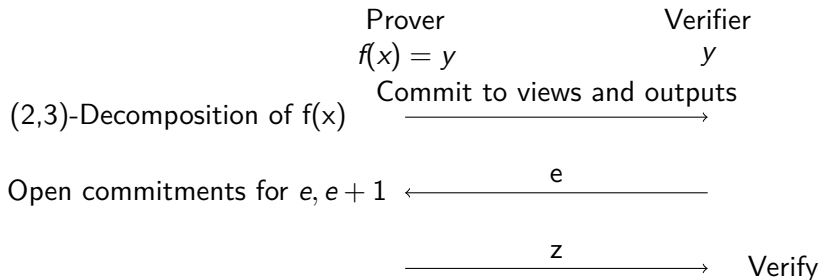 Prover Verifier
f(x) = y y
Commit to views and outputs
(2,3)-Decomposition of f(x)
e
Open commitments for e, e + 1
z
Verify